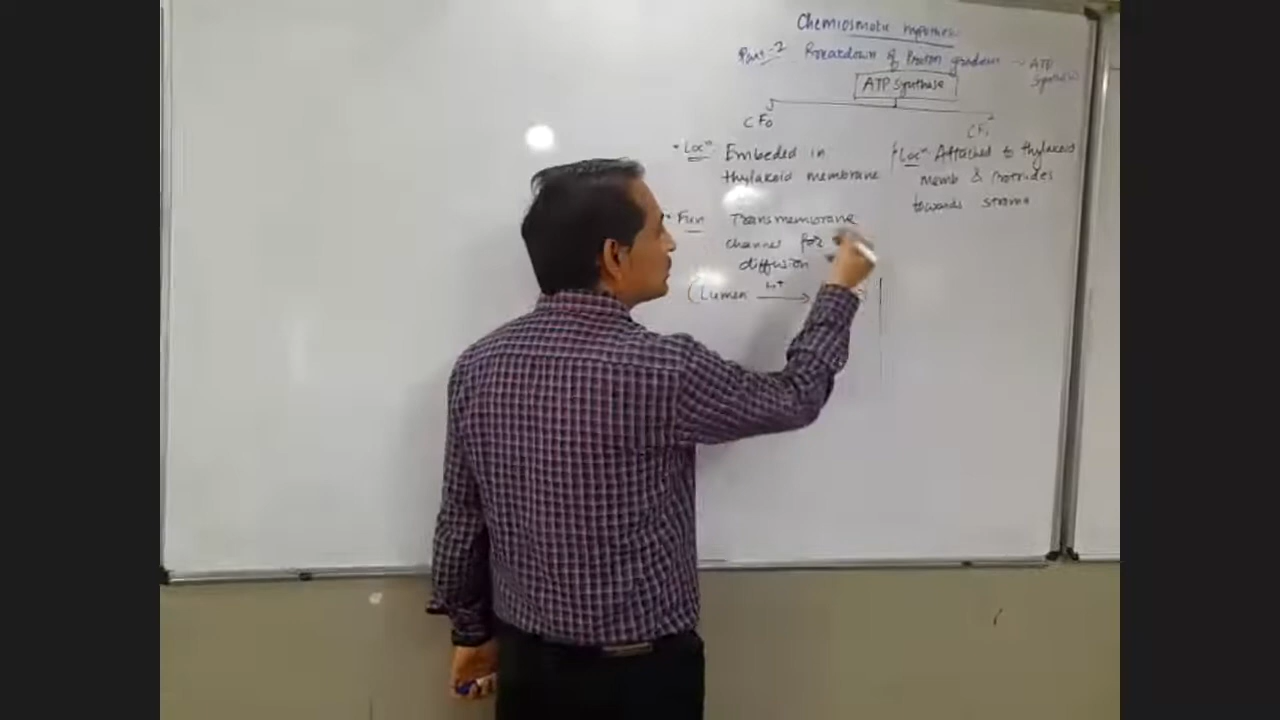 Chemiosmotic Hypothesis
Part-2 Breakdown of Proton gradient → ATP
Synthesis
ATP Synthase
CF₀
CF₁
• Locⁿ Embeded in
thylakoid membrane
• Locⁿ Attached to thylakoid
memb & Protrudes
towards stroma
• Fun Transmembrane
channel for
diffusion
(Lumen H⁺ →